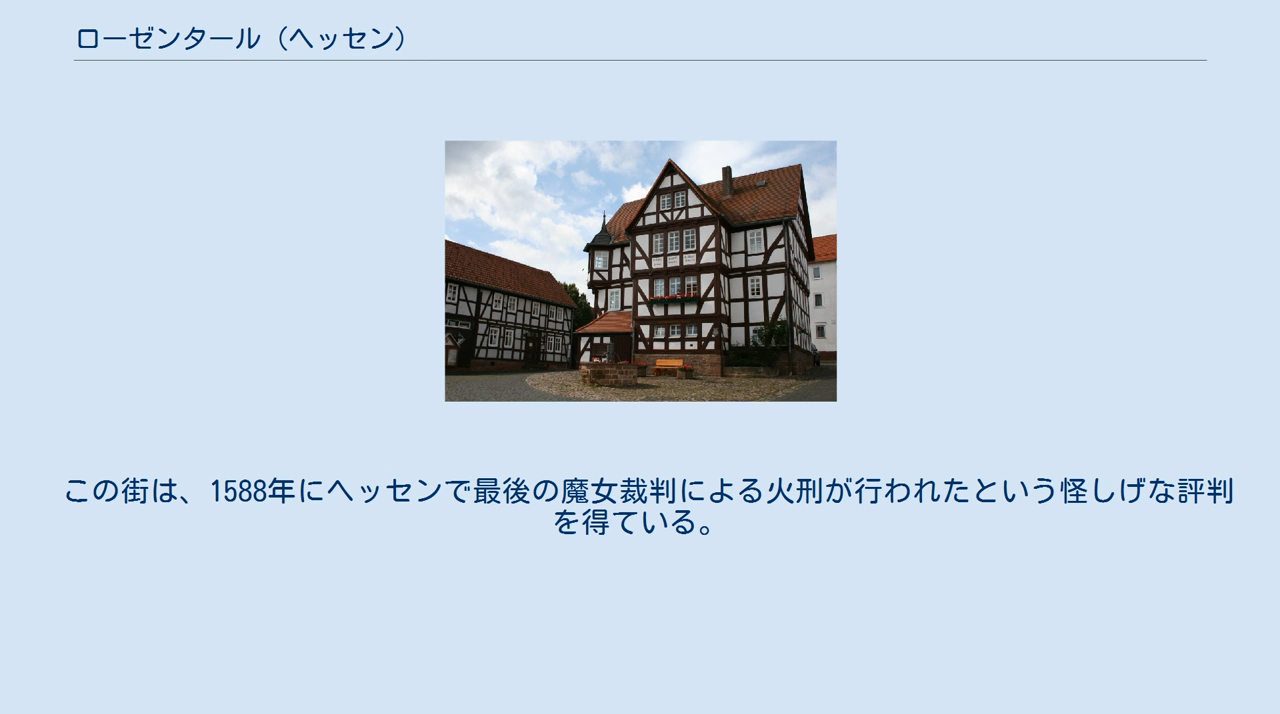 ローゼンタール（ヘッセン）
この街は、1588年にヘッセンで最後の魔女裁判による火刑が行われたという怪しげな評判
を得ている。